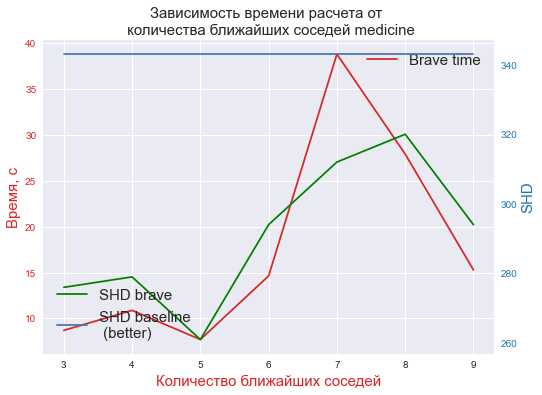 Зависимость времени расчета от
количества ближайших соседей medicine
Brave time
40
35
30
25
20
15
10
Время, с
340
320
300
280
260
SHD
SHD brave
SHD baseline
(better)
3 4 5 6 7 8 9
Количество ближайших соседей